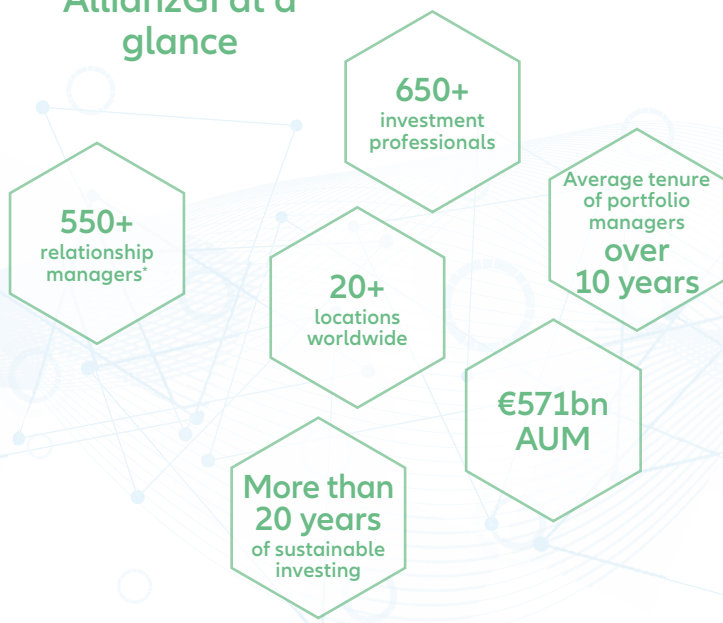 AllianzGI at a
glance
650+
investment
professionals
550+
relationship
managers*
Average tenure
of portfolio
managers
over
10 years
20+
locations
worldwide
€571bn
AUM
More than
20 years
of sustainable
investing